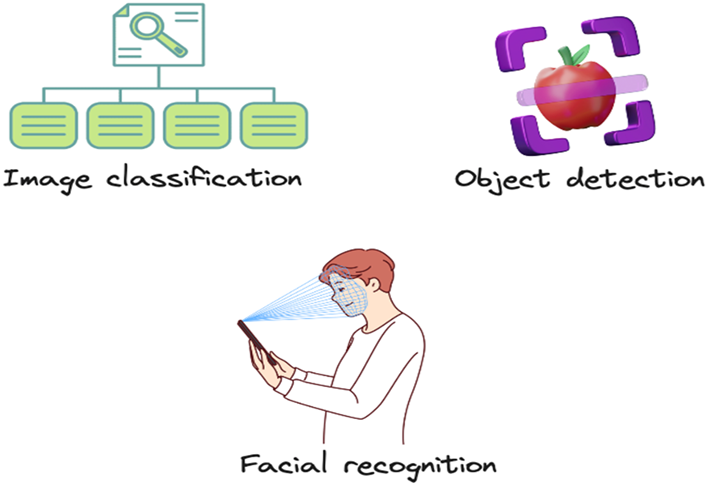 Image classification
Object detection
Facial recognition